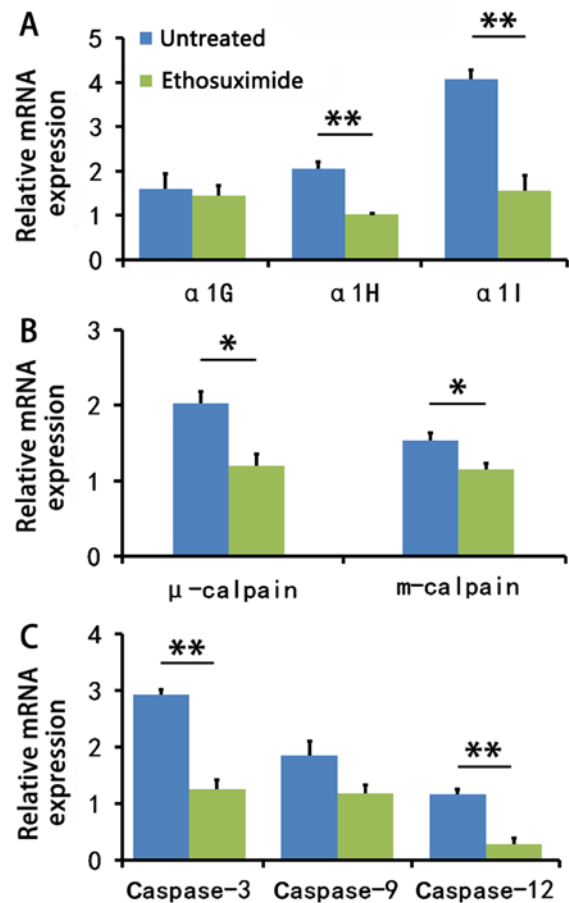 A
Untreated
Ethosuximide
**
**
Relative mRNA
expression
5
4
3
2
1
0
α1G α1H α1I
B
*
*
Relative mRNA
expression
3
2
1
0
μ-calpain m-calpain
C
**
**
Relative mRNA
expression
4
3
2
1
0
Caspase-3 Caspase-9 Caspase-12